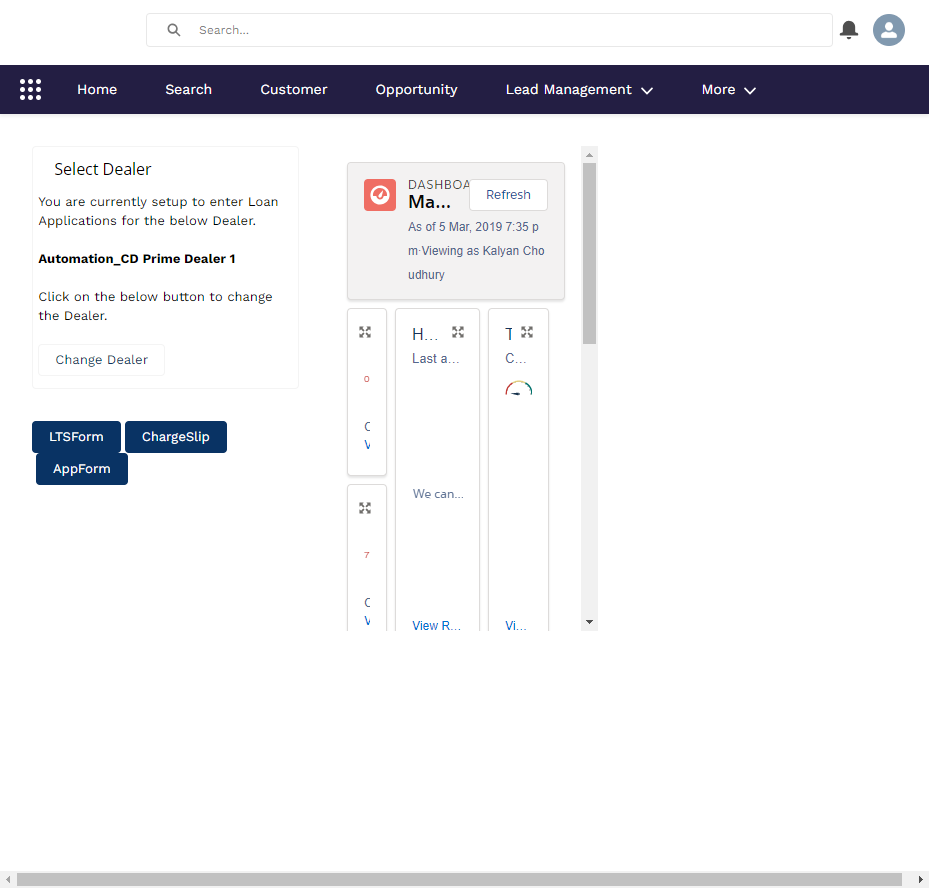 Search...
Home Search Customer Opportunity Lead Management More
Select Dealer
You are currently setup to enter Loan
Applications for the below Dealer.
Automation_CD Prime Dealer 1
Click on the below button to change
the Dealer.
Change Dealer
LTSForm ChargeSlip
AppForm
DASHBOA
Ma...
Refresh
As of 5 Mar, 2019 7:35 p
m·Viewing as Kalyan Cho
udhury
0
H...
Last a...
We can...
View R...
T
C...
Vi...
7